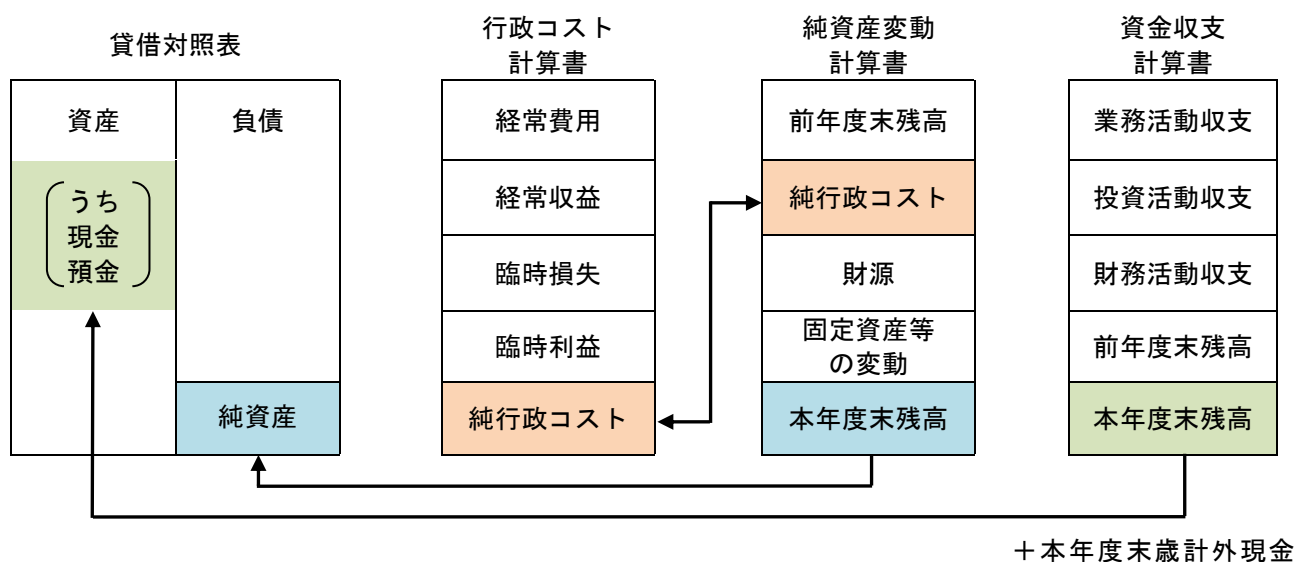 貸借対照表
資産
負債
うち
現金
預金
純資産
行政コスト
計算書
経常費用
経常収益
臨時損失
臨時利益
純行政コスト
純資産変動
計算書
前年度末残高
純行政コスト
財源
固定資産等
の変動
本年度末残高
資金収支
計算書
業務活動収支
投資活動収支
財務活動収支
前年度末残高
本年度末残高
＋本年度末歳計外現金